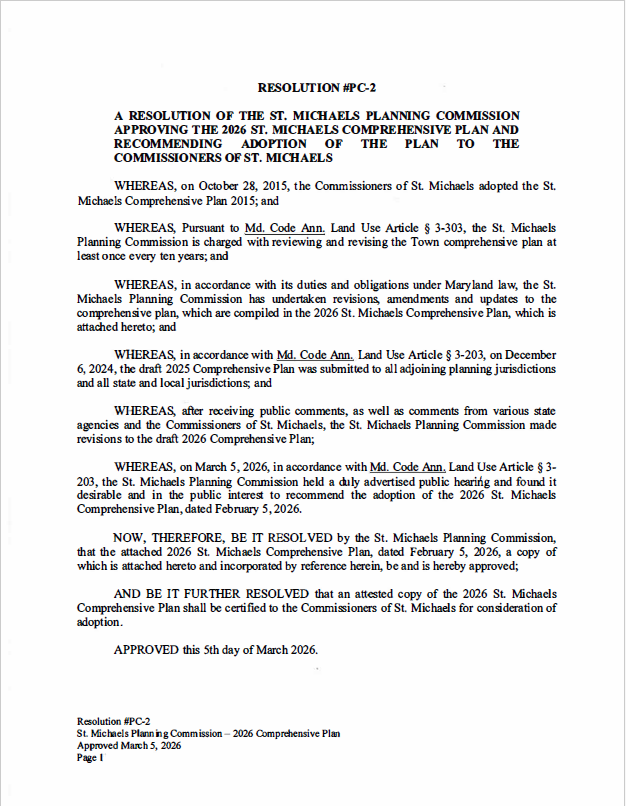 RESOLUTION #PC-2
A RESOLUTION OF THE ST. MICHAELS PLANNING COMMISSION
APPROVING THE 2026 ST. MICHAELS COMPREHENSIVE PLAN AND
RECOMMENDING ADOPTION OF THE PLAN TO THE
COMMISSIONERS OF ST. MICHAELS
WHEREAS, on October 28, 2015, the Commissioners of St. Michaels adopted the St.
Michaels Comprehensive Plan 2015; and
WHEREAS, Pursuant to Md. Code Ann. Land Use Article § 3-303, the St. Michaels
Planning Commission is charged with reviewing and revising the Town comprehensive plan at
least once every ten years; and
WHEREAS, in accordance with its duties and obligations under Maryland law, the St.
Michaels Planning Commission has undertaken revisions, amendments and updates to the
comprehensive plan, which are compiled in the 2026 St. Michaels Comprehensive Plan, which is
attached hereto; and
WHEREAS, in accordance with Md. Code Ann. Land Use Article § 3-203, on December
6, 2024, the draft 2025 Comprehensive Plan was submitted to all adjoining planning jurisdictions
and all state and local jurisdictions; and
WHEREAS, after receiving public comments, as well as comments from various state
agencies and the Commissioners of St. Michaels, the St. Michaels Planning Commission made
revisions to the draft 2026 Comprehensive Plan;
WHEREAS, on March 5, 2026, in accordance with Md. Code Ann. Land Use Article § 3-
203, the St. Michaels Planning Commission held a duly advertised public hearing and found it
desirable and in the public interest to recommend the adoption of the 2026 St. Michaels
Comprehensive Plan, dated February 5, 2026.
NOW, THEREFORE, BE IT RESOLVED by the St. Michaels Planning Commission,
that the attached 2026 St. Michaels Comprehensive Plan, dated February 5, 2026, a copy of
which is attached hereto and incorporated by reference herein, be and is hereby approved;
AND BE IT FURTHER RESOLVED that an attested copy of the 2026 St. Michaels
Comprehensive Plan shall be certified to the Commissioners of St. Michaels for consideration of
adoption.
APPROVED this 5th day of March 2026.
Resolution #PC-2
St. Michaels Planning Commission – 2026 Comprehensive Plan
Approved March 5, 2026
Page 1